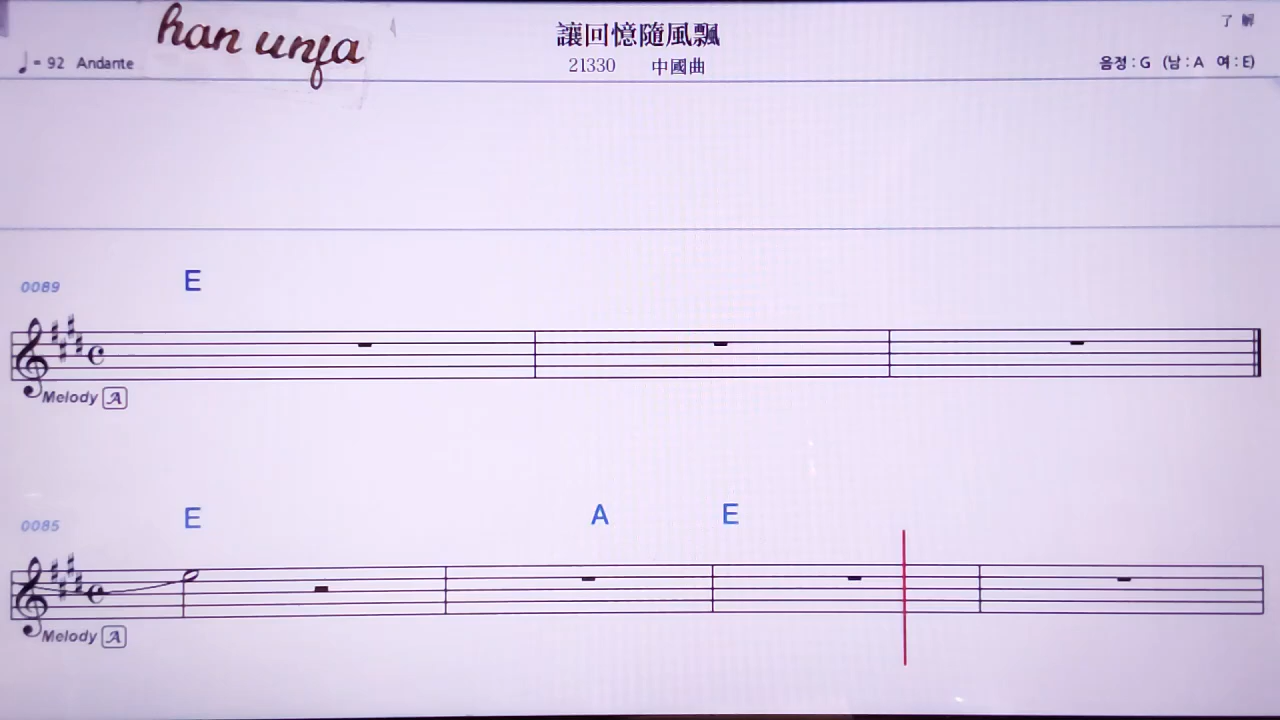 han unfa
讓回憶隨風飄
了 解
♩= 92 Andante
21330 中國曲
음정 : G (남 : A 여 : E)
0089
E
Melody A
0085
E A E
Melody A